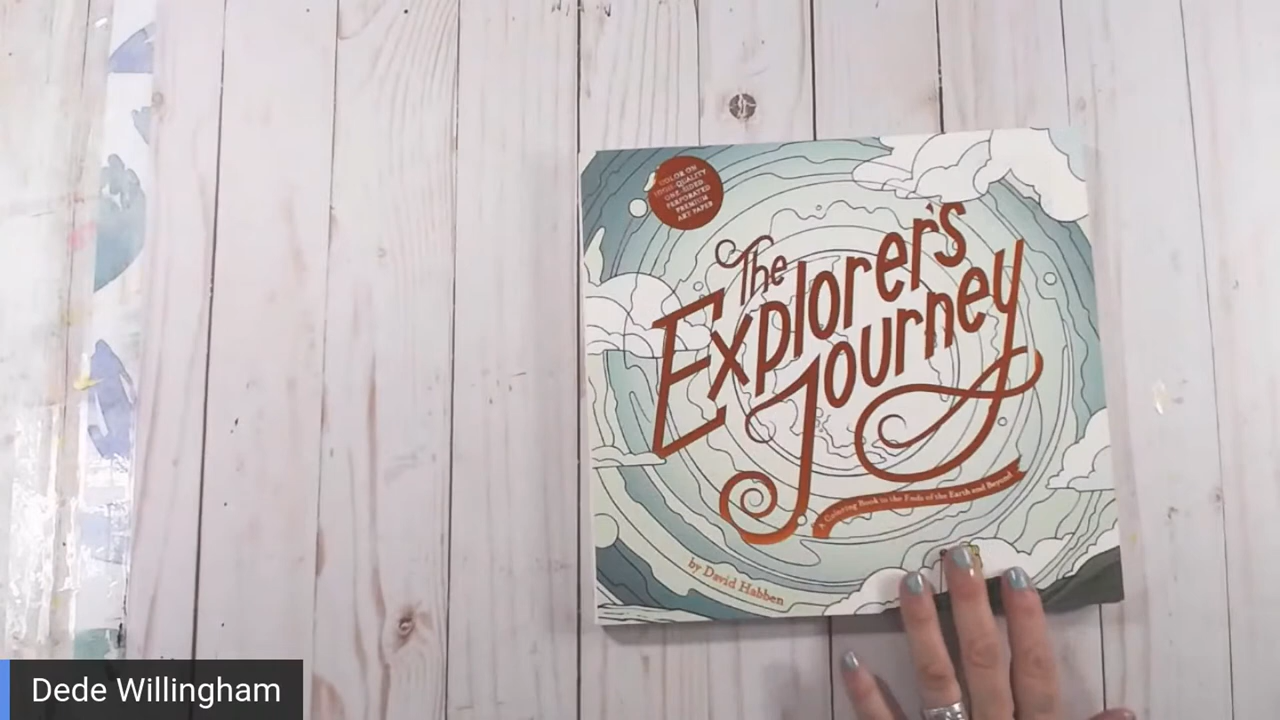 COLOR ON
HIGH-QUALITY
ONE-SIDED
PERFORATED
PREMIUM
ART PAPER
The
Explorer's
Journey
A Coloring Book to the Ends of the Earth and Beyond
by David Habben
Dede Willingham